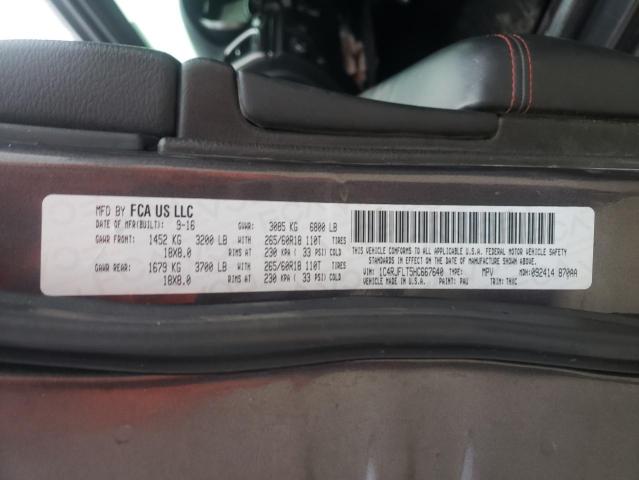 MFD BY FCA US LLC
DATE OF MFR(BUILT): 9-16 GVWR: 3085 KG 6800 LB
GAWR FRONT: 1452 KG 3200 LB WITH 265/60R18 110T TIRES
18X8.0 RIMS AT 230 KPA ( 33 PSI) COLD
GAWR REAR: 1679 KG 3700 LB WITH 265/60R18 110T TIRES
18X8.0 RIMS AT 230 KPA ( 33 PSI) COLD
THIS VEHICLE CONFORMS TO ALL APPLICABLE U.S.A. FEDERAL MOTOR VEHICLE SAFETY
STANDARDS IN EFFECT ON THE DATE OF MANUFACTURE SHOWN ABOVE.
VIN: 1C4RJFLT5HC667640 TYPE: MPV MDH: 092414 870AA
VEHICLE MADE IN U.S.A. PAINT: PAU TRIM: